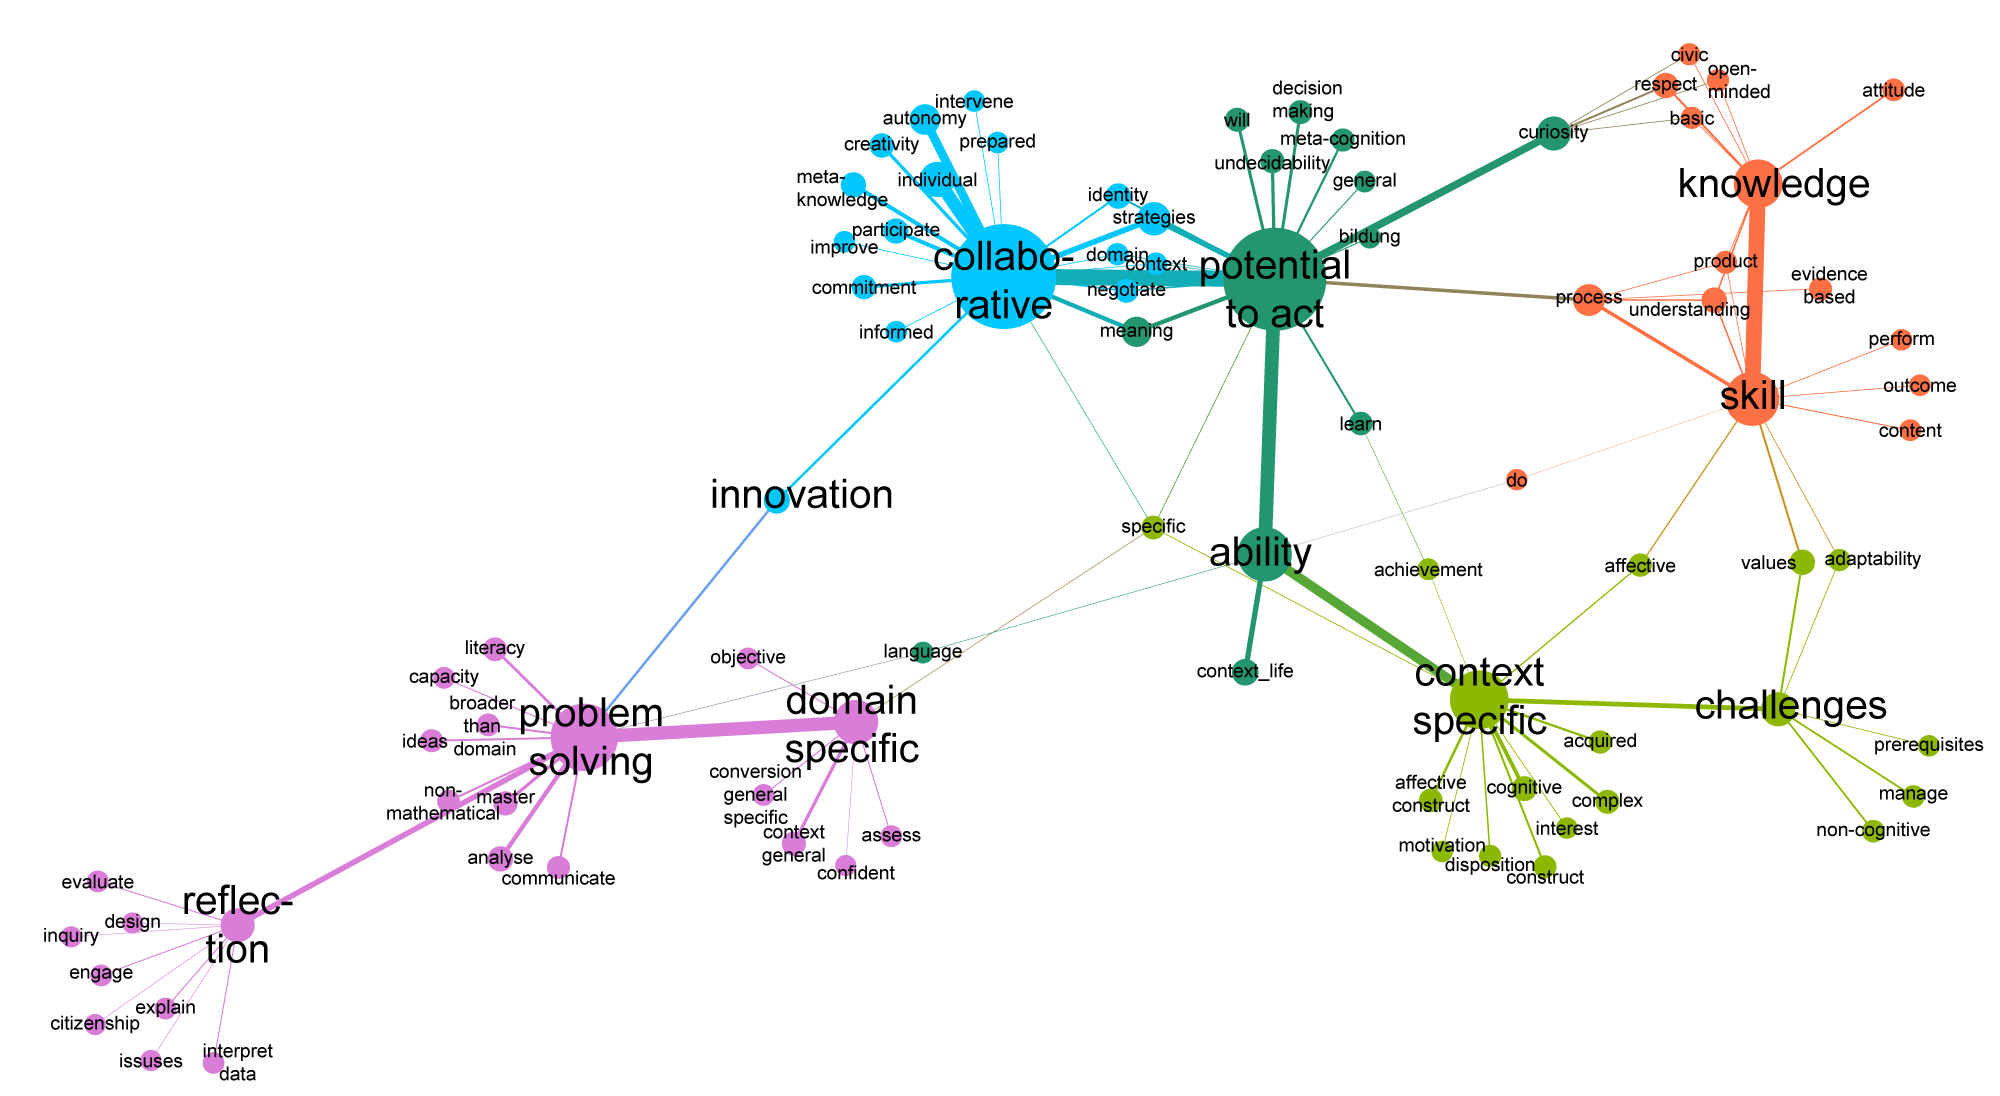 intervene
autonomy
creativity
prepared
individual
meta-
knowledge
participate
improve
commitment
informed
collabo-
rative
identity
strategies
domain
context
negotiate
meaning
decision
making
will
meta-cognition
undecidability
general
bildung
potential
to act
curiosity
civic
respect
open-
minded
basic
attitude
knowledge
product
evidence
based
process
understanding
perform
skill
outcome
content
learn
do
innovation
specific
ability
achievement
affective
values
adaptability
language
context_life
literacy
capacity
broader
than
domain
ideas
problem
solving
objective
domain
specific
non-
mathematical
master
analyse
communicate
conversion
general
specific
context
general
assess
confident
context
specific
challenges
acquired
affective
construct
cognitive
complex
interest
motivation
disposition
construct
prerequisites
manage
non-cognitive
evaluate
reflec-
tion
design
inquiry
engage
explain
citizenship
issuses
interpret
data